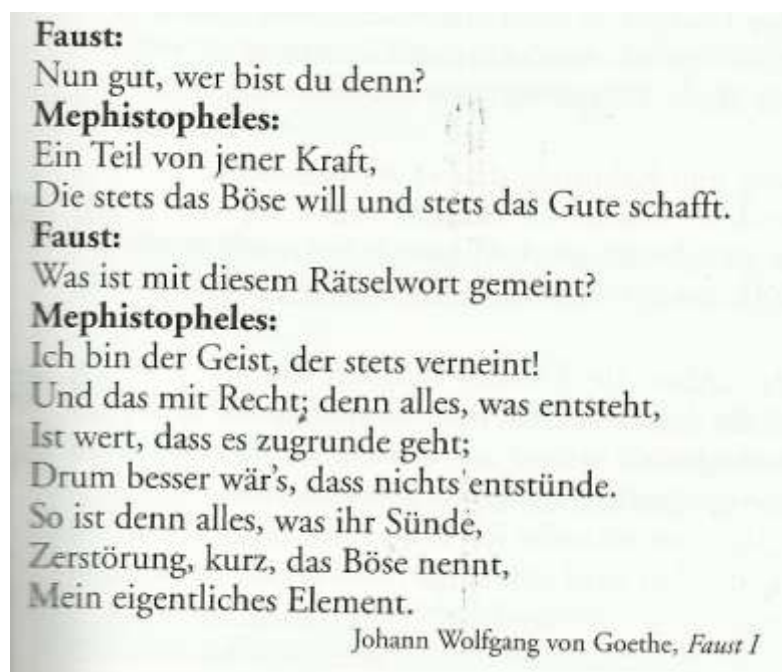 Faust:
Nun gut, wer bist du denn?
Mephistopheles:
Ein Teil von jener Kraft,
Die stets das Böse will und stets das Gute schafft.
Faust:
Was ist mit diesem Rätselwort gemeint?
Mephistopheles:
Ich bin der Geist, der stets verneint!
Und das mit Recht; denn alles, was entsteht,
Ist wert, dass es zugrunde geht;
Drum besser wär's, dass nichts entstünde.
So ist denn alles, was ihr Sünde,
Zerstörung, kurz, das Böse nennt,
Mein eigentliches Element.
Johann Wolfgang von Goethe, Faust I